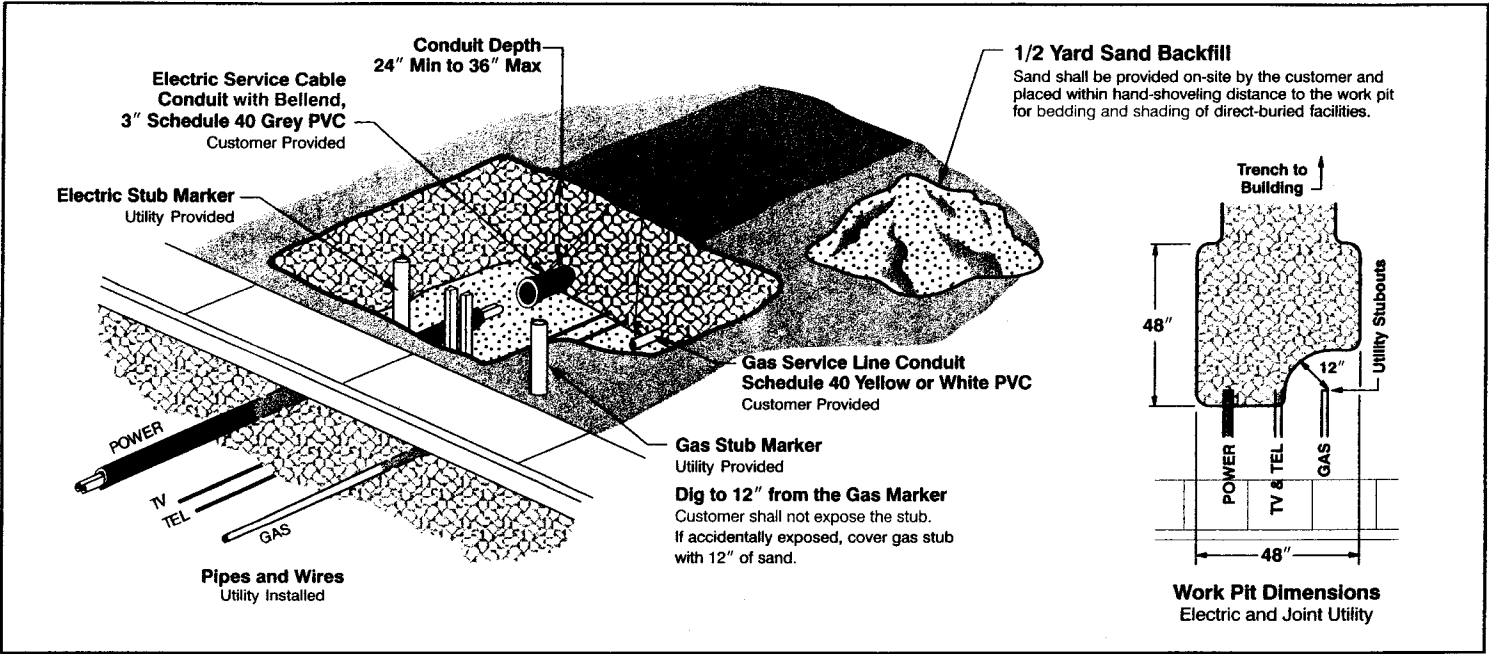 Conduit Depth
24″ Min to 36″ Max
Electric Service Cable
Conduit with Bellend,
3″ Schedule 40 Grey PVC
Customer Provided
Electric Stub Marker
Utility Provided
1/2 Yard Sand Backfill
Sand shall be provided on-site by the customer and
placed within hand-shoveling distance to the work pit
for bedding and shading of direct-buried facilities.
Gas Service Line Conduit
Schedule 40 Yellow or White PVC
Customer Provided
Gas Stub Marker
Utility Provided
Dig to 12″ from the Gas Marker
Customer shall not expose the stub.
If accidentally exposed, cover gas stub
with 12″ of sand.
POWER
TV
TEL
GAS
Pipes and Wires
Utility Installed
Trench to
Building
48″
12″
Utility Stubouts
POWER
TV & TEL
GAS
48″
Work Pit Dimensions
Electric and Joint Utility